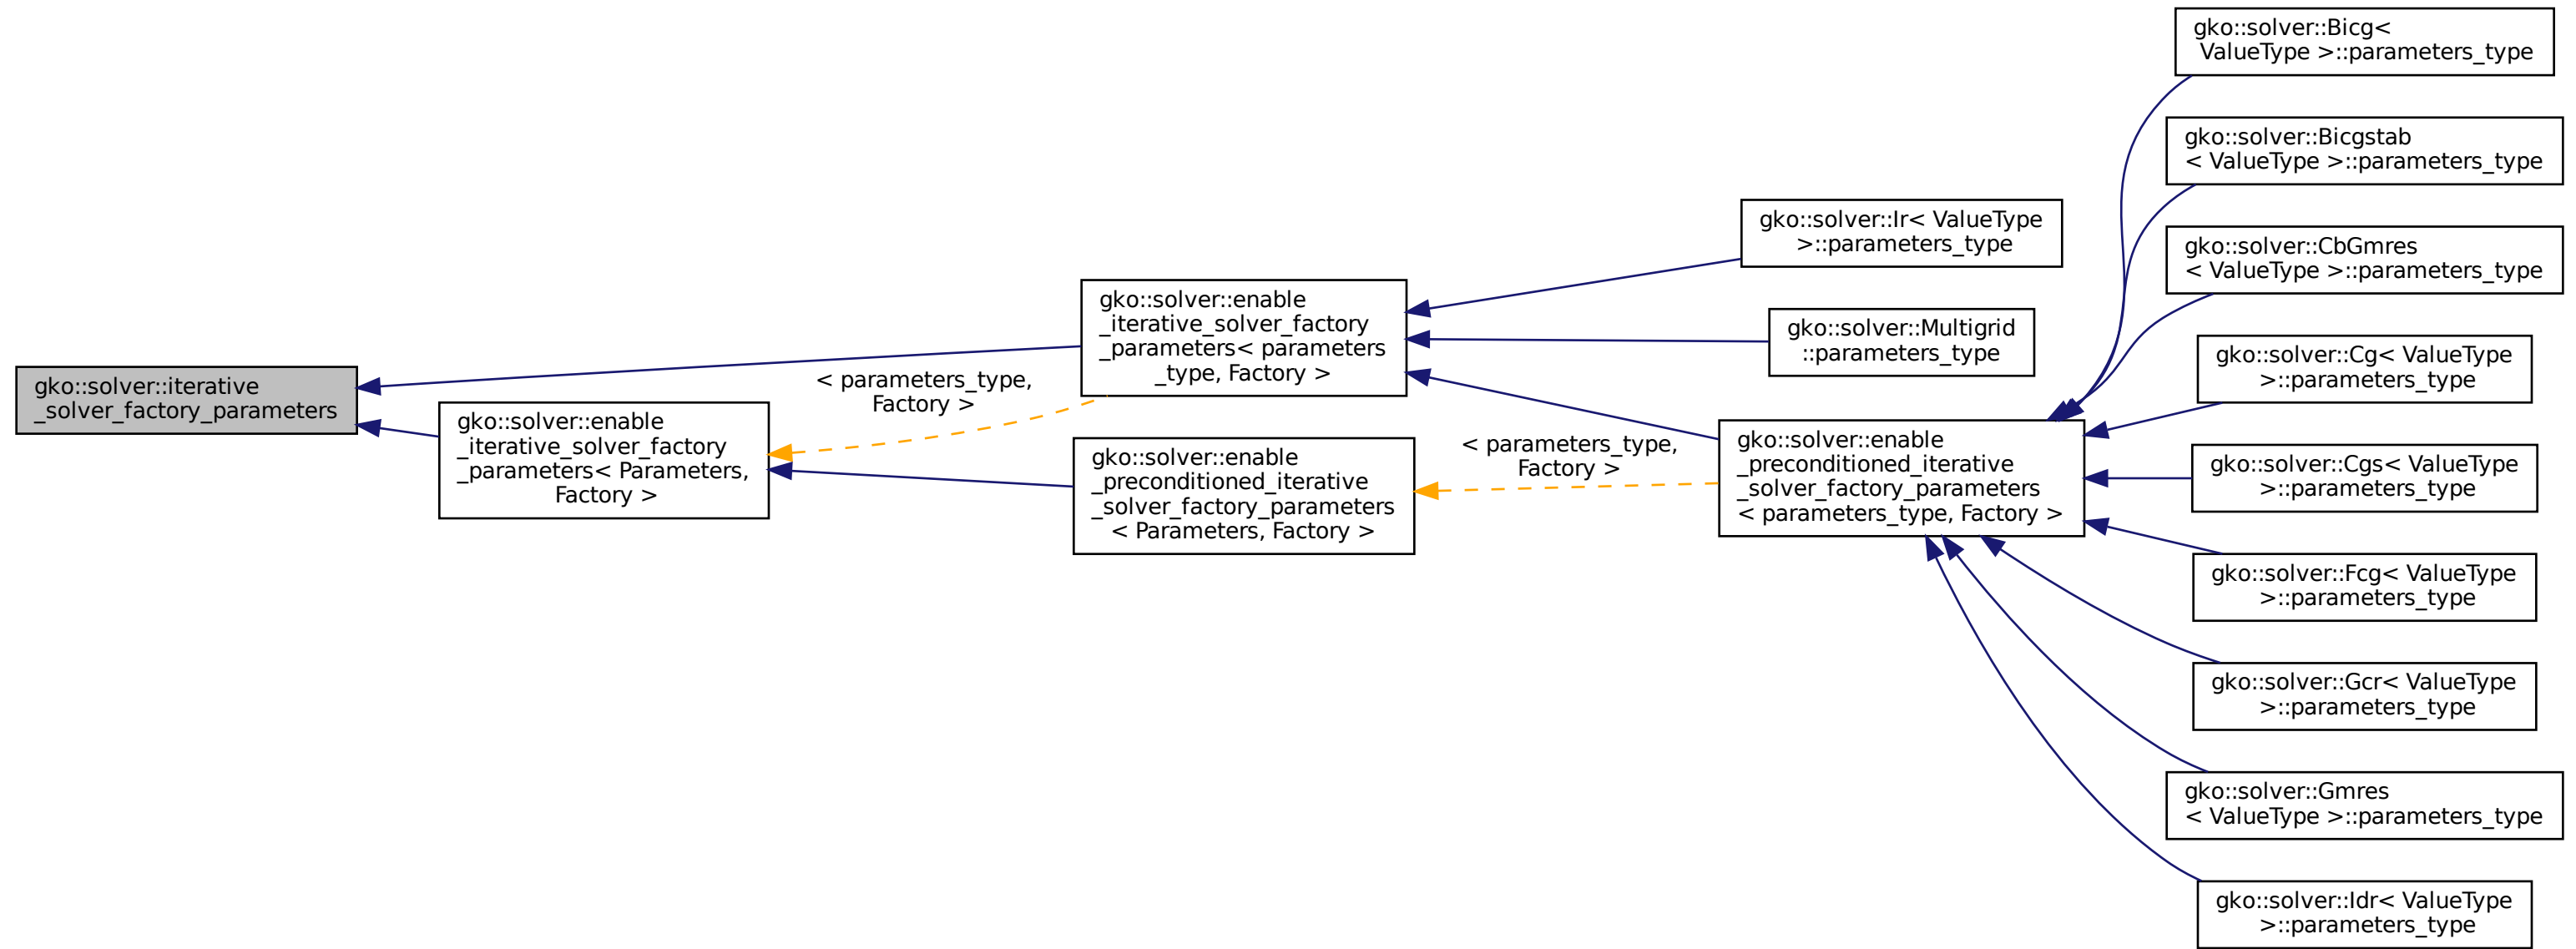 gko::solver::iterative
_solver_factory_parameters
gko::solver::enable
_iterative_solver_factory
_parameters< parameters
_type, Factory >
< parameters_type,
Factory >
gko::solver::enable
_iterative_solver_factory
_parameters< Parameters,
Factory >
gko::solver::enable
_preconditioned_iterative
_solver_factory_parameters
< Parameters, Factory >
< parameters_type,
Factory >
gko::solver::Ir< ValueType
>::parameters_type
gko::solver::Multigrid
::parameters_type
gko::solver::enable
_preconditioned_iterative
_solver_factory_parameters
< parameters_type, Factory >
gko::solver::Bicg<
ValueType >::parameters_type
gko::solver::Bicgstab
< ValueType >::parameters_type
gko::solver::CbGmres
< ValueType >::parameters_type
gko::solver::Cg< ValueType
>::parameters_type
gko::solver::Cgs< ValueType
>::parameters_type
gko::solver::Fcg< ValueType
>::parameters_type
gko::solver::Gcr< ValueType
>::parameters_type
gko::solver::Gmres
< ValueType >::parameters_type
gko::solver::Idr< ValueType
>::parameters_type